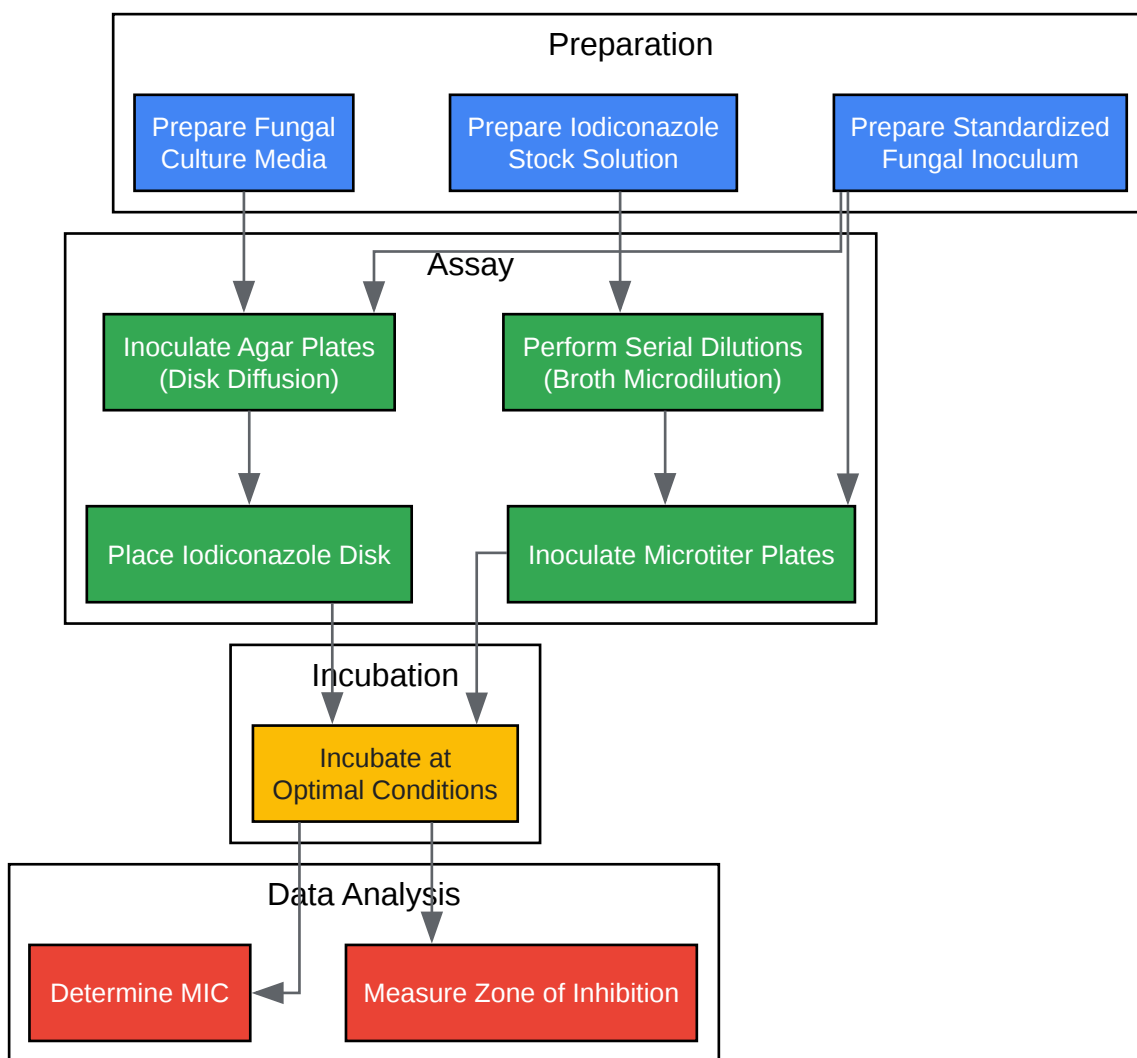 Preparation
Prepare Fungal
Culture Media
Prepare Iodiconazole
Stock Solution
Prepare Standardized
Fungal Inoculum
Assay
Inoculate Agar Plates
(Disk Diffusion)
Perform Serial Dilutions
(Broth Microdilution)
Place Iodiconazole Disk
Inoculate Microtiter Plates
Incubation
Incubate at
Optimal Conditions
Data Analysis
Determine MIC
Measure Zone of Inhibition